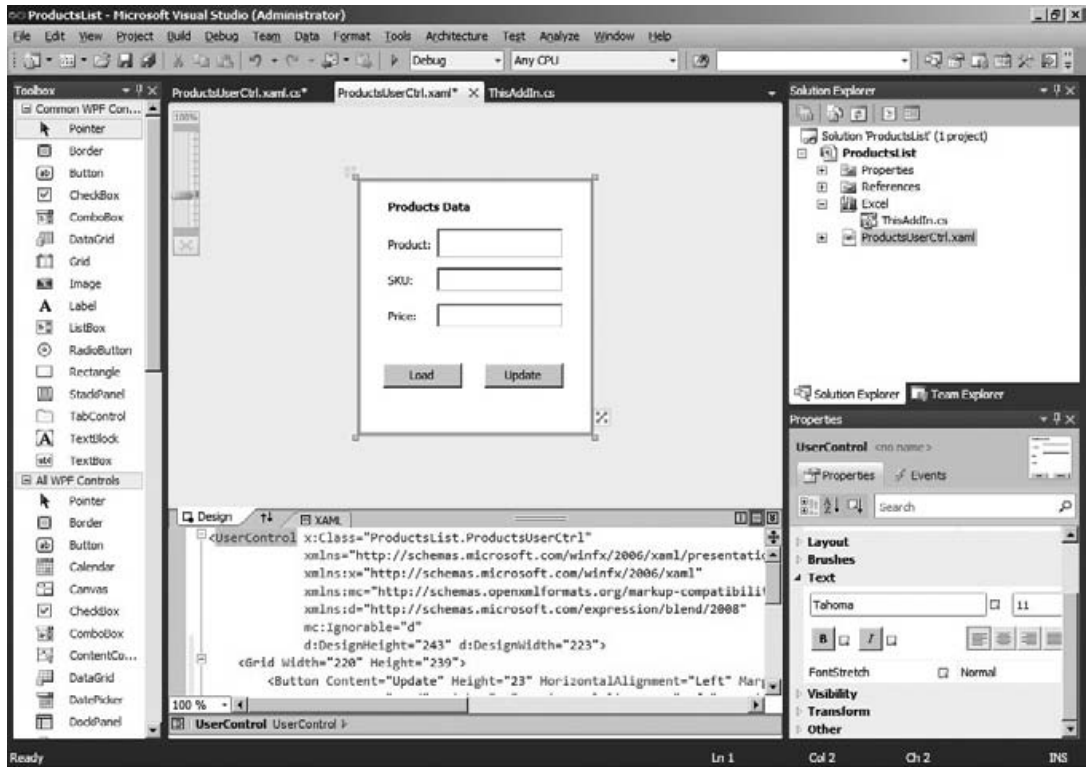 ProductsList - Microsoft Visual Studio (Administrator)
File Edit View Project Build Debug Team Data Format Tools Architecture Test Analyze Window Help
Debug Any CPU
Toolbox
Common WPF Con...
Pointer
Border
Button
CheckBox
ComboBox
DataGrid
Grid
Image
Label
ListBox
RadioButton
Rectangle
StackPanel
TabControl
TextBlock
TextBox
All WPF Controls
Pointer
Border
Button
Calendar
Canvas
CheckBox
ComboBox
ContentCo...
DataGrid
DatePicker
DockPanel
ProductsUserCtrl.xaml.cs* ProductsUserCtrl.xaml* ThisAddIn.cs
100%
Products Data
Product:
SKU:
Price:
Load Update
Design XAML
<UserControl x:Class="ProductsList.ProductsUserCtrl"
xmlns="http://schemas.microsoft.com/winfx/2006/xaml/presentatic
xmlns:x="http://schemas.microsoft.com/winfx/2006/xaml"
xmlns:mc="http://schemas.openxmlformats.org/markup-compatibilit
xmlns:d="http://schemas.microsoft.com/expression/blend/2008"
mc:Ignorable="d"
d:DesignHeight="243" d:DesignWidth="223">
<Grid Width="220" Height="239">
<Button Content="Update" Height="23" HorizontalAlignment="Left" Marg
100 %
UserControl UserControl
Solution Explorer
Solution 'ProductsList' (1 project)
ProductsList
Properties
References
Excel
ThisAddIn.cs
ProductsUserCtrl.xaml
Solution Explorer Team Explorer
Properties
UserControl <no name>
Properties Events
Search
Layout
Brushes
Text
Tahoma 11
B I
FontStretch Normal
Visibility
Transform
Other
Ready Ln 1 Col 2 Ch 2 INS